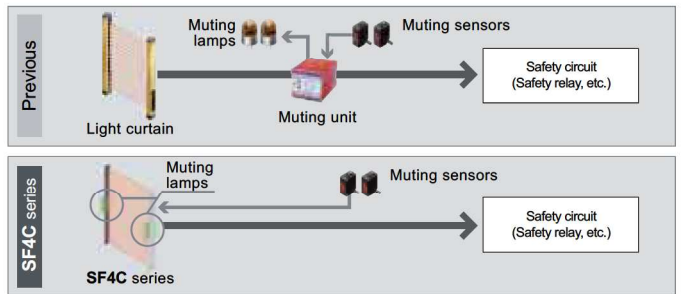 Previous
Muting
lamps
Muting sensors
Light curtain
Muting unit
Safety circuit
(Safety relay, etc.)
SF4C series
Muting
lamps
Muting sensors
SF4C series
Safety circuit
(Safety relay, etc.)